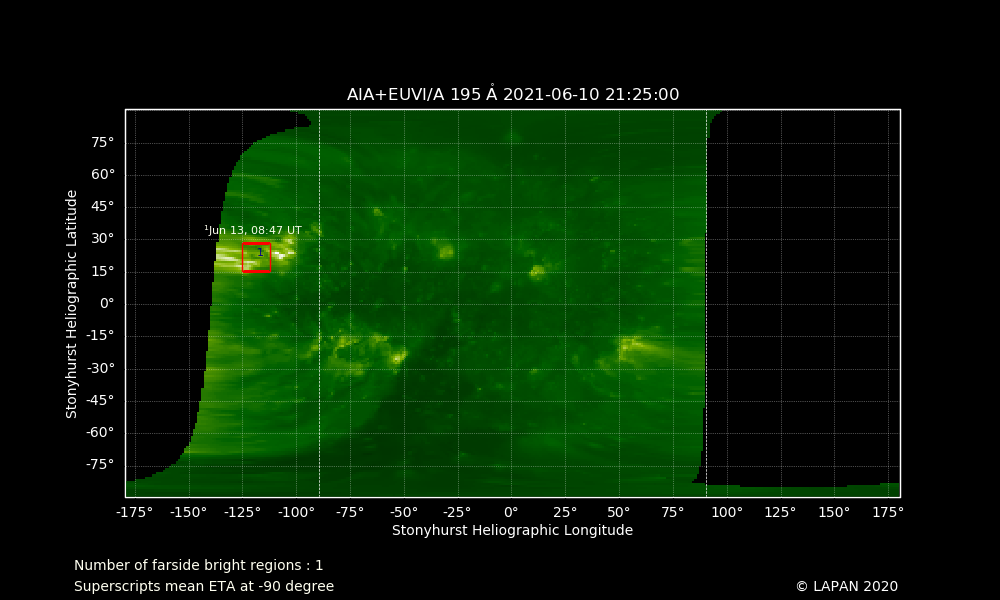 AIA+EUVI/A 195 Å 2021-06-10 21:25:00
75°
60°
45°
30°
15°
0°
-15°
-30°
-45°
-60°
-75°
Stonyhurst Heliographic Latitude
¹Jun 13, 08:47 UT
1
-175° -150° -125° -100° -75° -50° -25° 0° 25° 50° 75° 100° 125° 150° 175°
Stonyhurst Heliographic Longitude
Number of farside bright regions : 1
Superscripts mean ETA at -90 degree
© LAPAN 2020